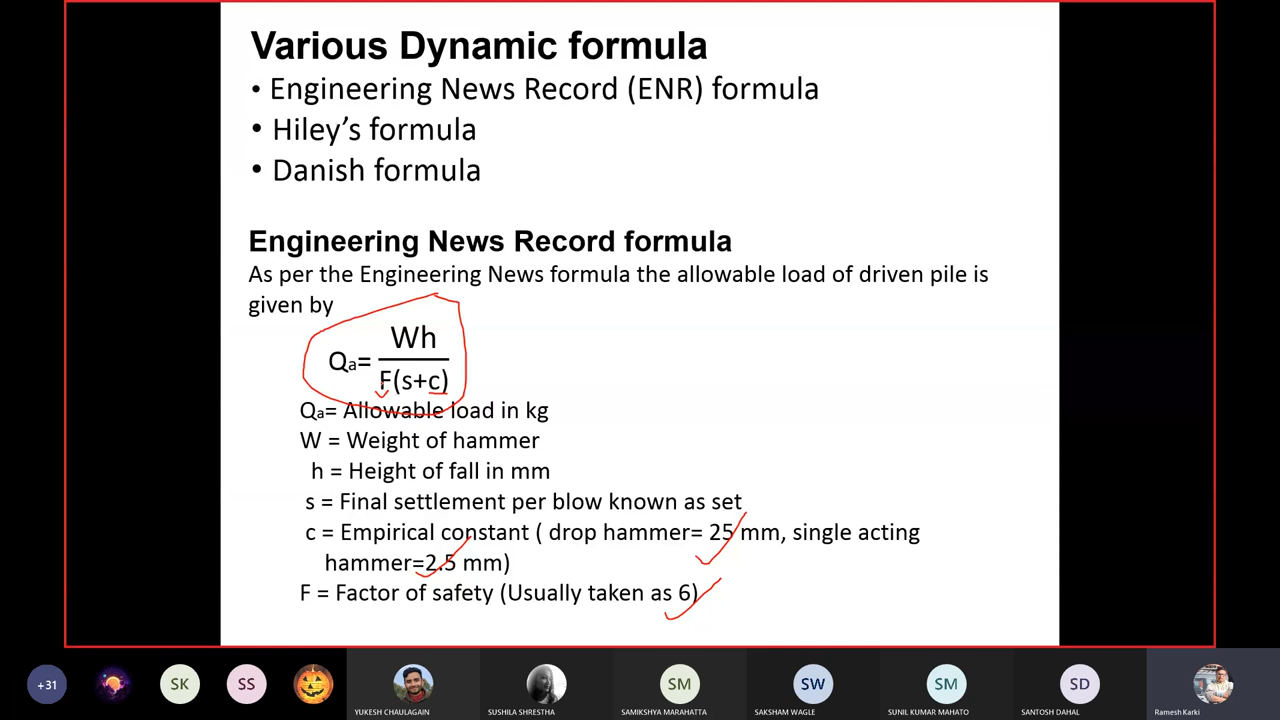 Various Dynamic formula
• Engineering News Record (ENR) formula
• Hiley’s formula
• Danish formula
Engineering News Record formula
As per the Engineering News formula the allowable load of driven pile is
given by
Qa= Wh
F(s+c)
Qa= Allowable load in kg
W = Weight of hammer
h = Height of fall in mm
s = Final settlement per blow known as set
c = Empirical constant ( drop hammer= 25 mm, single acting
hammer=2.5 mm)
F = Factor of safety (Usually taken as 6)
+31
SK
SS
SM
SW
SM
SD
YUKESH CHAULAGAIN
SUSHILA SHRESTHA
SAMIKSHYA MARAHATTA
SAKSHAM WAGLE
SUNIL KUMAR MAHATO
SANTOSH DAHAL
Ramesh Karki